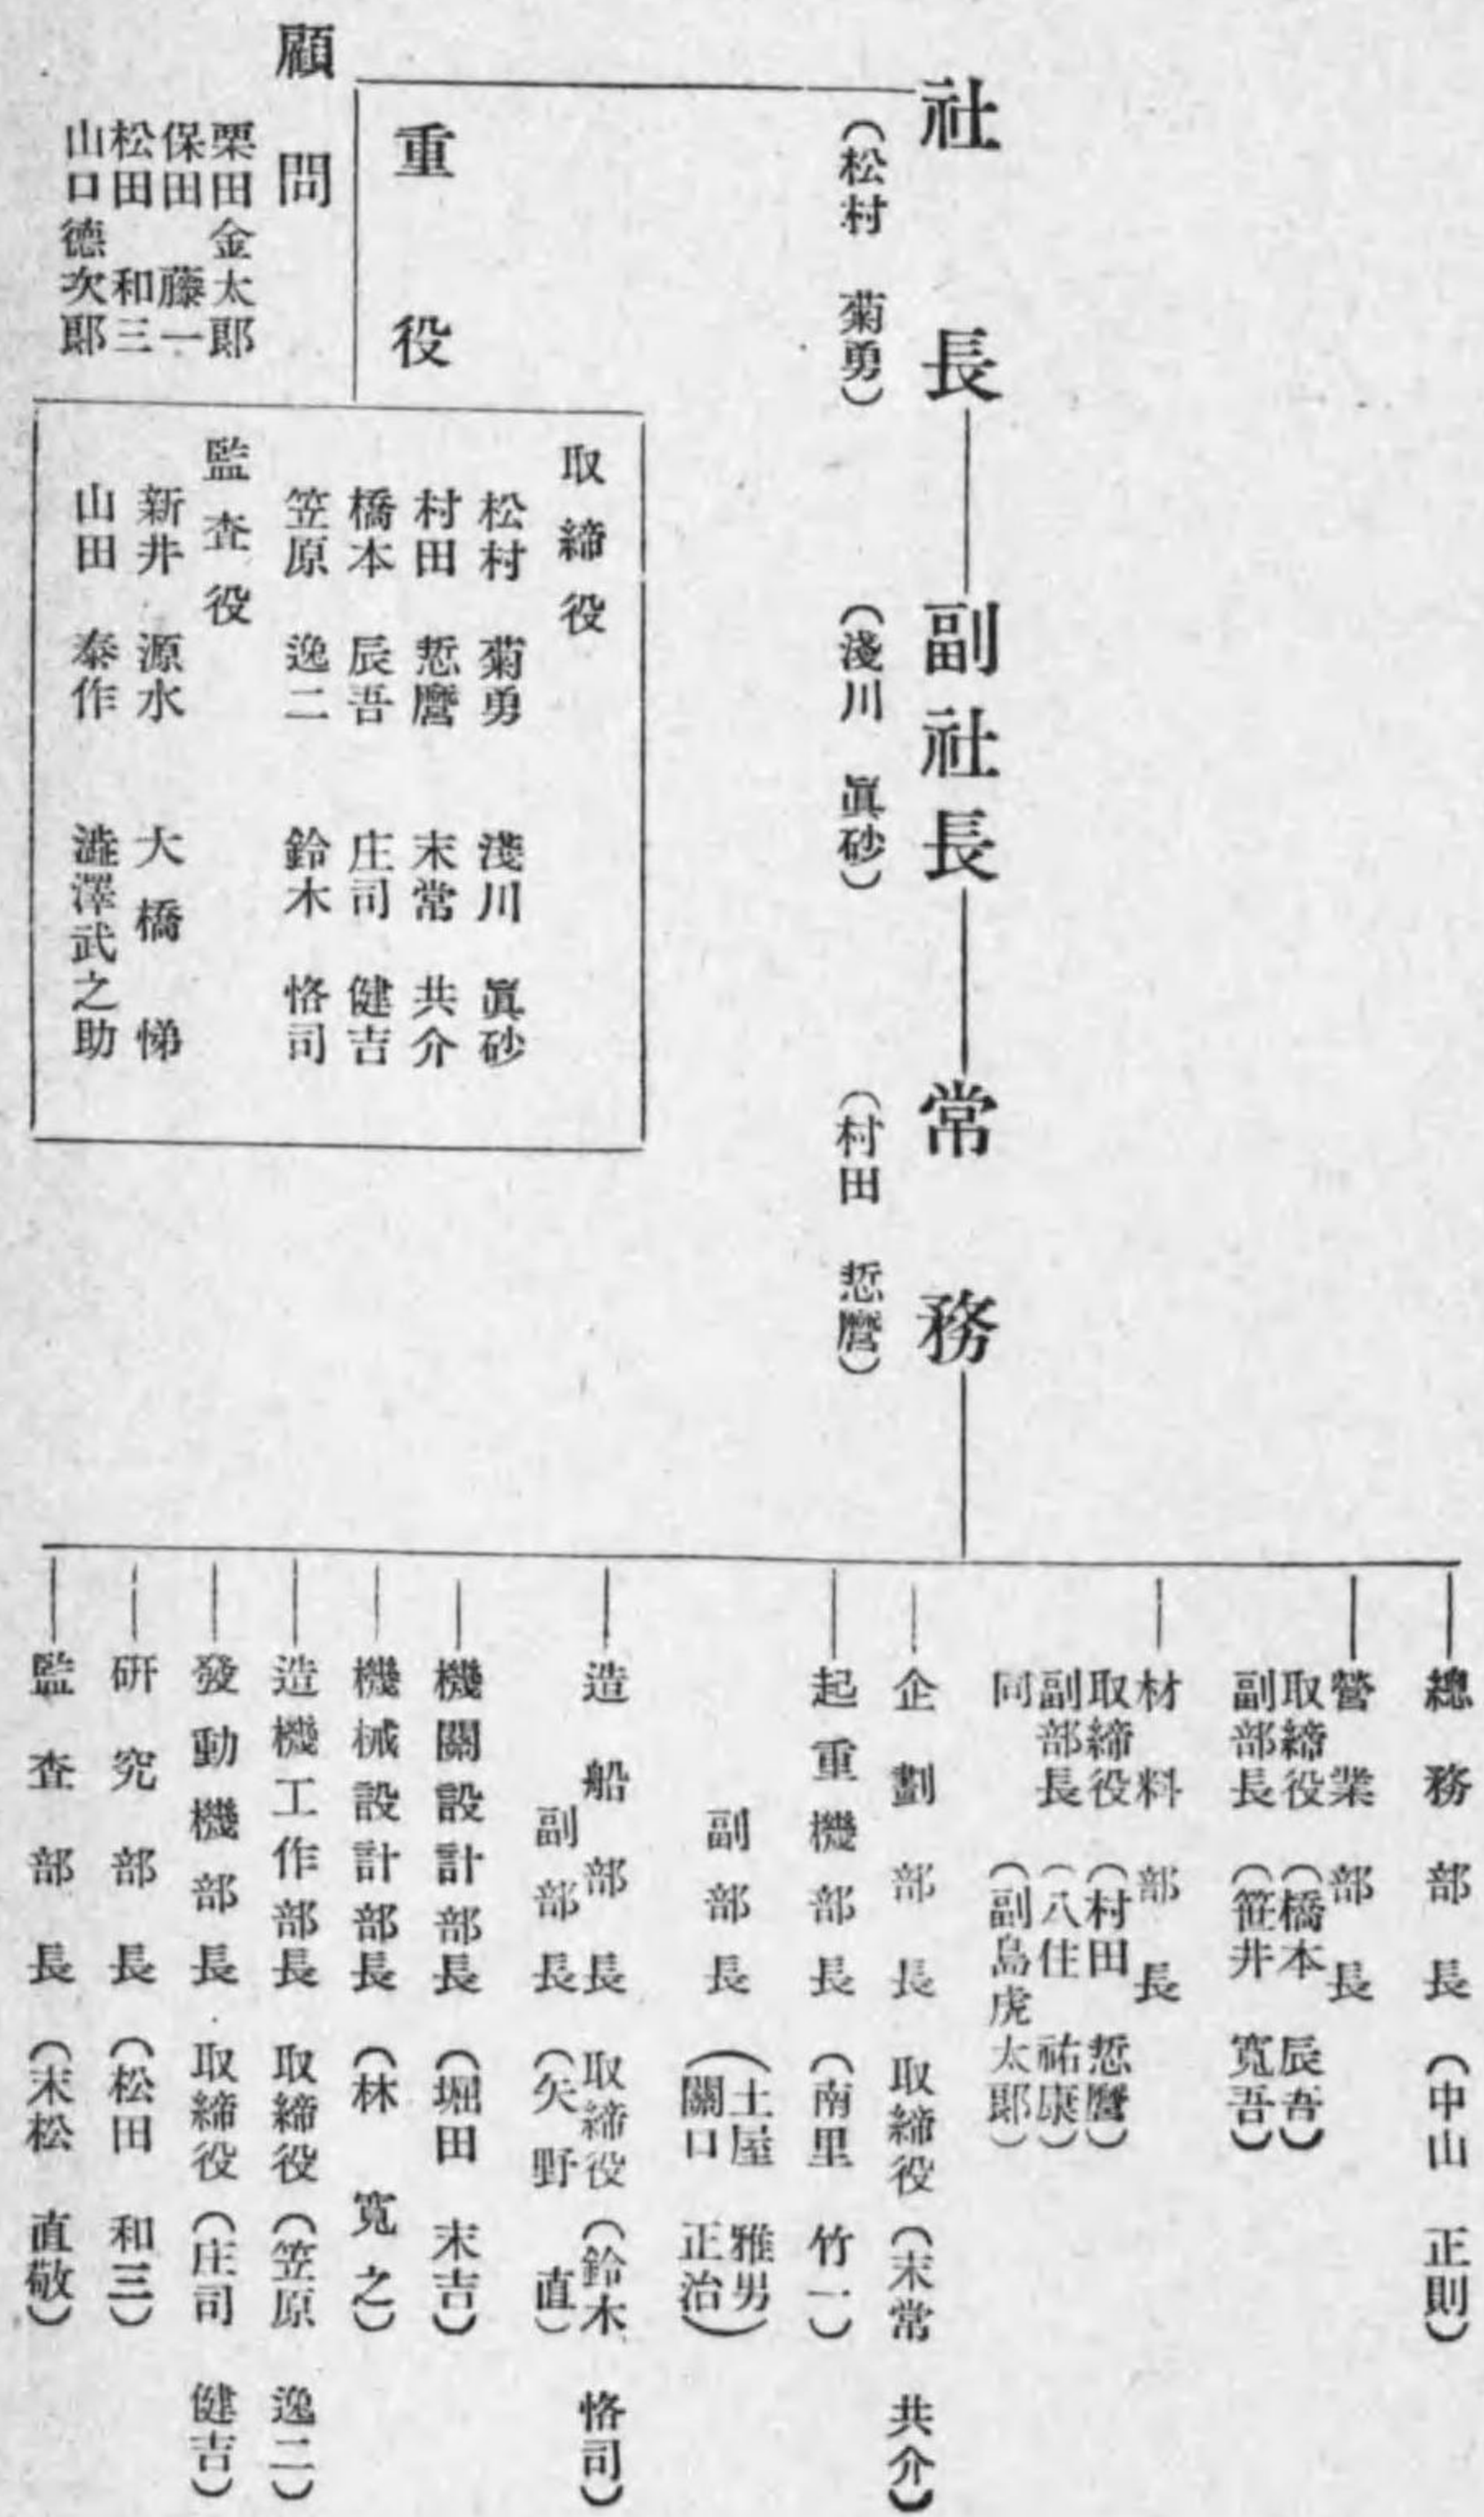 社長
（松村 菊勇）
副社長
（淺川 眞砂）
常務
（村田 悊麿）
重役
取締役
松村 菊勇 淺川 眞砂
村田 悊麿 末常 共介
橋本 辰吾 庄司 健吉
笠原 逸二 鈴木 恪司
監査役
新井 源水 大橋 悌
山田 泰作 澁澤武之助
顧問
栗田金太郎
保田 藤一
松田 和三
山口德次郎
總務部長（中山 正則）
營業部長
取締役（橋本 辰吾）
副部長（笹井 寬吾）
材料部長
取締役（村田 悊麿）
副部長（八住 祐康）
同（副島虎太郎）
企劃部長 取締役（末常 共介）
起重機部長（南里 竹一）
副部長（土屋 雅男
關口 正治）
造船部長 取締役（鈴木 恪司）
副部長（矢野 直）
機關設計部長（堀田 末吉）
機械設計部長（林 寬之）
造機工作部長 取締役（笠原 逸二）
發動機部長 取締役（庄司 健吉）
研究部長（松田 和三）
監査部長（末松 直敬）